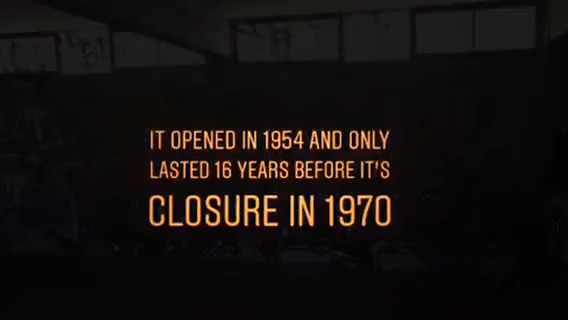 IT OPENED IN 1954 AND ONLY
LASTED 16 YEARS BEFORE IT'S
CLOSURE IN 1970